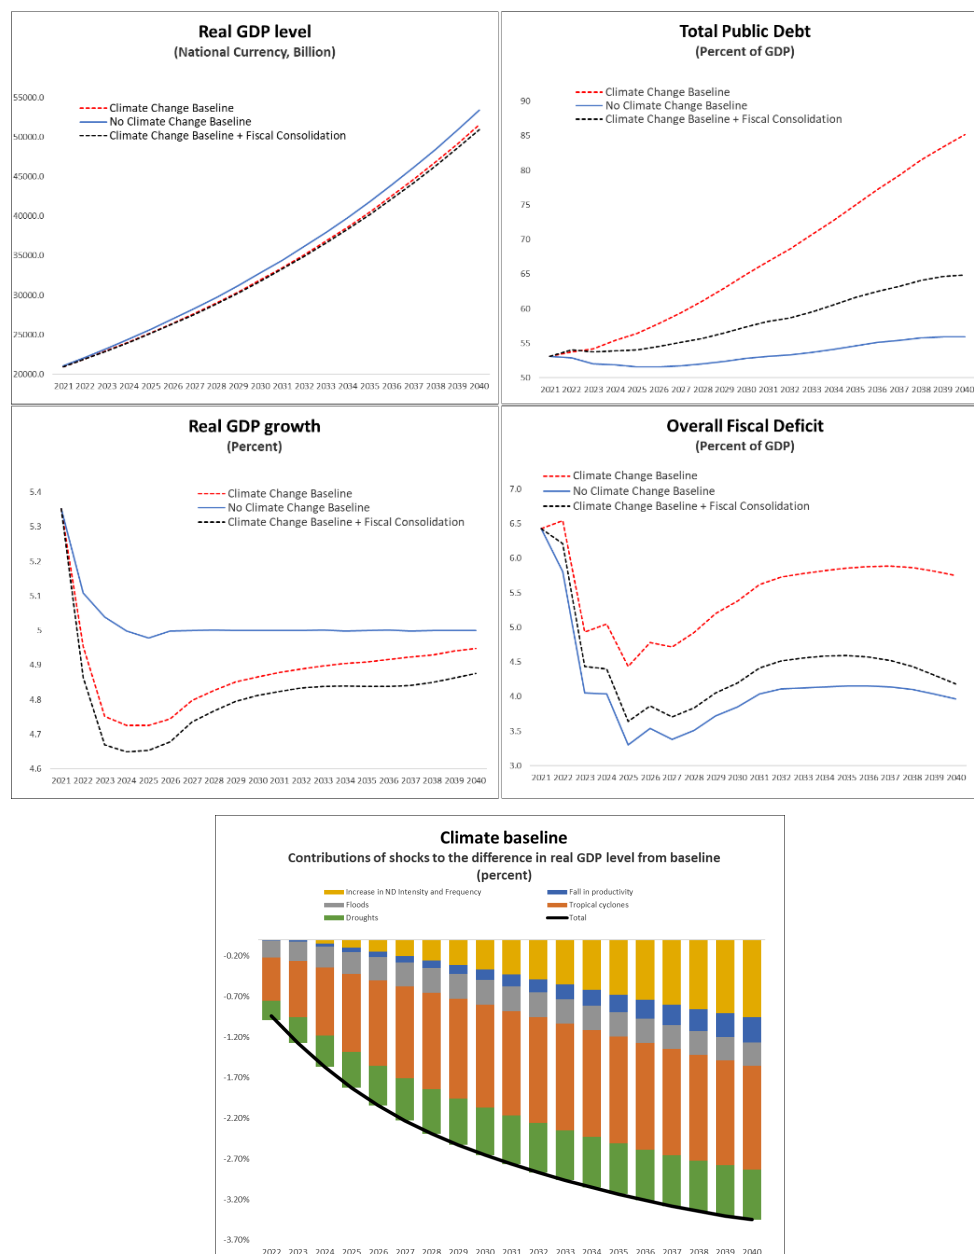 Real GDP level
(National Currency, Billion)
Climate Change Baseline
No Climate Change Baseline
Climate Change Baseline + Fiscal Consolidation
55000.0
50000.0
45000.0
40000.0
35000.0
30000.0
25000.0
20000.0
2021 2022 2023 2024 2025 2026 2027 2028 2029 2030 2031 2032 2033 2034 2035 2036 2037 2038 2039 2040
Total Public Debt
(Percent of GDP)
Climate Change Baseline
No Climate Change Baseline
Climate Change Baseline + Fiscal Consolidation
90
85
80
75
70
65
60
55
50
2021 2022 2023 2024 2025 2026 2027 2028 2029 2030 2031 2032 2033 2034 2035 2036 2037 2038 2039 2040
Real GDP growth
(Percent)
Climate Change Baseline
No Climate Change Baseline
Climate Change Baseline + Fiscal Consolidation
5.4
5.3
5.2
5.1
5
4.9
4.8
4.7
4.6
2021 2022 2023 2024 2025 2026 2027 2028 2029 2030 2031 2032 2033 2034 2035 2036 2037 2038 2039 2040
Overall Fiscal Deficit
(Percent of GDP)
Climate Change Baseline
No Climate Change Baseline
Climate Change Baseline + Fiscal Consolidation
7.0
6.5
6.0
5.5
5.0
4.5
4.0
3.5
3.0
2021 2022 2023 2024 2025 2026 2027 2028 2029 2030 2031 2032 2033 2034 2035 2036 2037 2038 2039 2040
Climate baseline
Contributions of shocks to the difference in real GDP level from baseline
(percent)
Increase in ND Intensity and Frequency
Fall in productivity
Floods
Tropical cyclones
Droughts
Total
-0.20%
-0.70%
-1.20%
-1.70%
-2.20%
-2.70%
-3.20%
-3.70%
2022 2023 2024 2025 2026 2027 2028 2029 2030 2031 2032 2033 2034 2035 2036 2037 2038 2039 2040